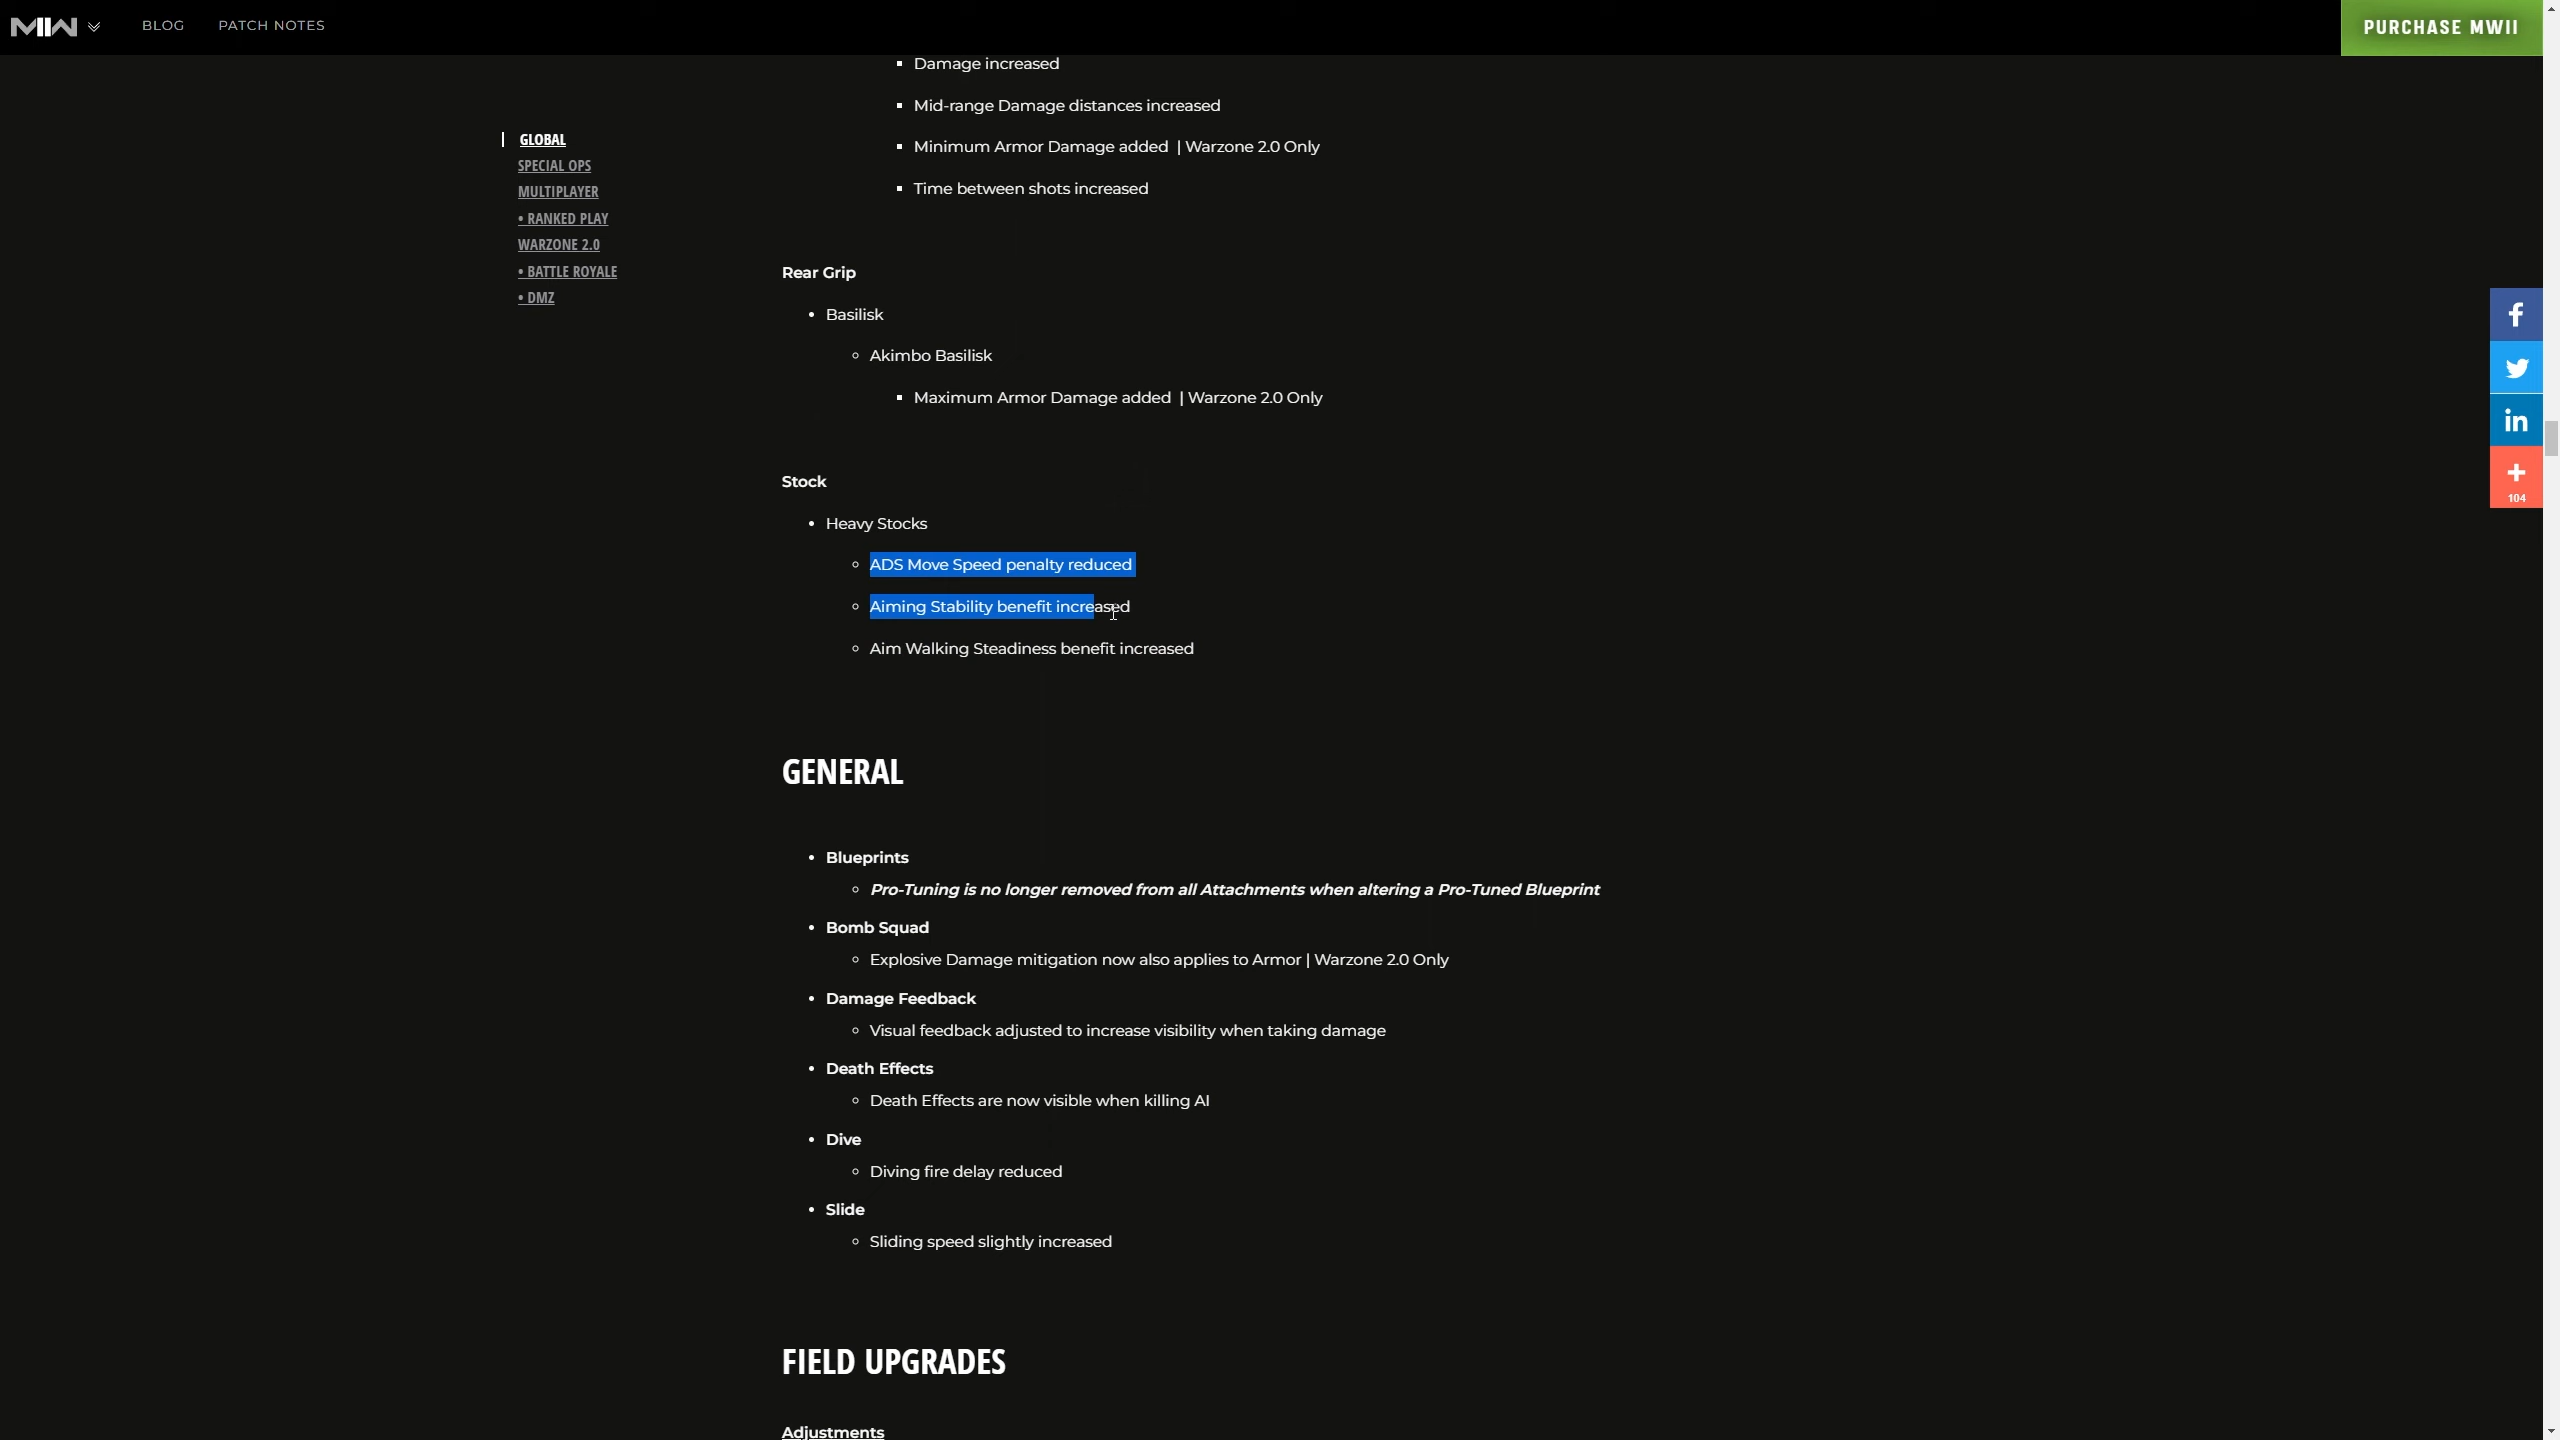 MIIW BLOG PATCH NOTES PURCHASE MWII
GLOBAL
SPECIAL OPS
MULTIPLAYER
• RANKED PLAY
WARZONE 2.0
• BATTLE ROYALE
• DMZ
▪ Damage increased
▪ Mid-range Damage distances increased
▪ Minimum Armor Damage added | Warzone 2.0 Only
▪ Time between shots increased
Rear Grip
• Basilisk
◦ Akimbo Basilisk
▪ Maximum Armor Damage added | Warzone 2.0 Only
Stock
• Heavy Stocks
◦ ADS Move Speed penalty reduced
◦ Aiming Stability benefit increased
◦ Aim Walking Steadiness benefit increased
GENERAL
• Blueprints
◦ Pro-Tuning is no longer removed from all Attachments when altering a Pro-Tuned Blueprint
• Bomb Squad
◦ Explosive Damage mitigation now also applies to Armor | Warzone 2.0 Only
• Damage Feedback
◦ Visual feedback adjusted to increase visibility when taking damage
• Death Effects
◦ Death Effects are now visible when killing AI
• Dive
◦ Diving fire delay reduced
• Slide
◦ Sliding speed slightly increased
FIELD UPGRADES
Adjustments
f
in
+
104